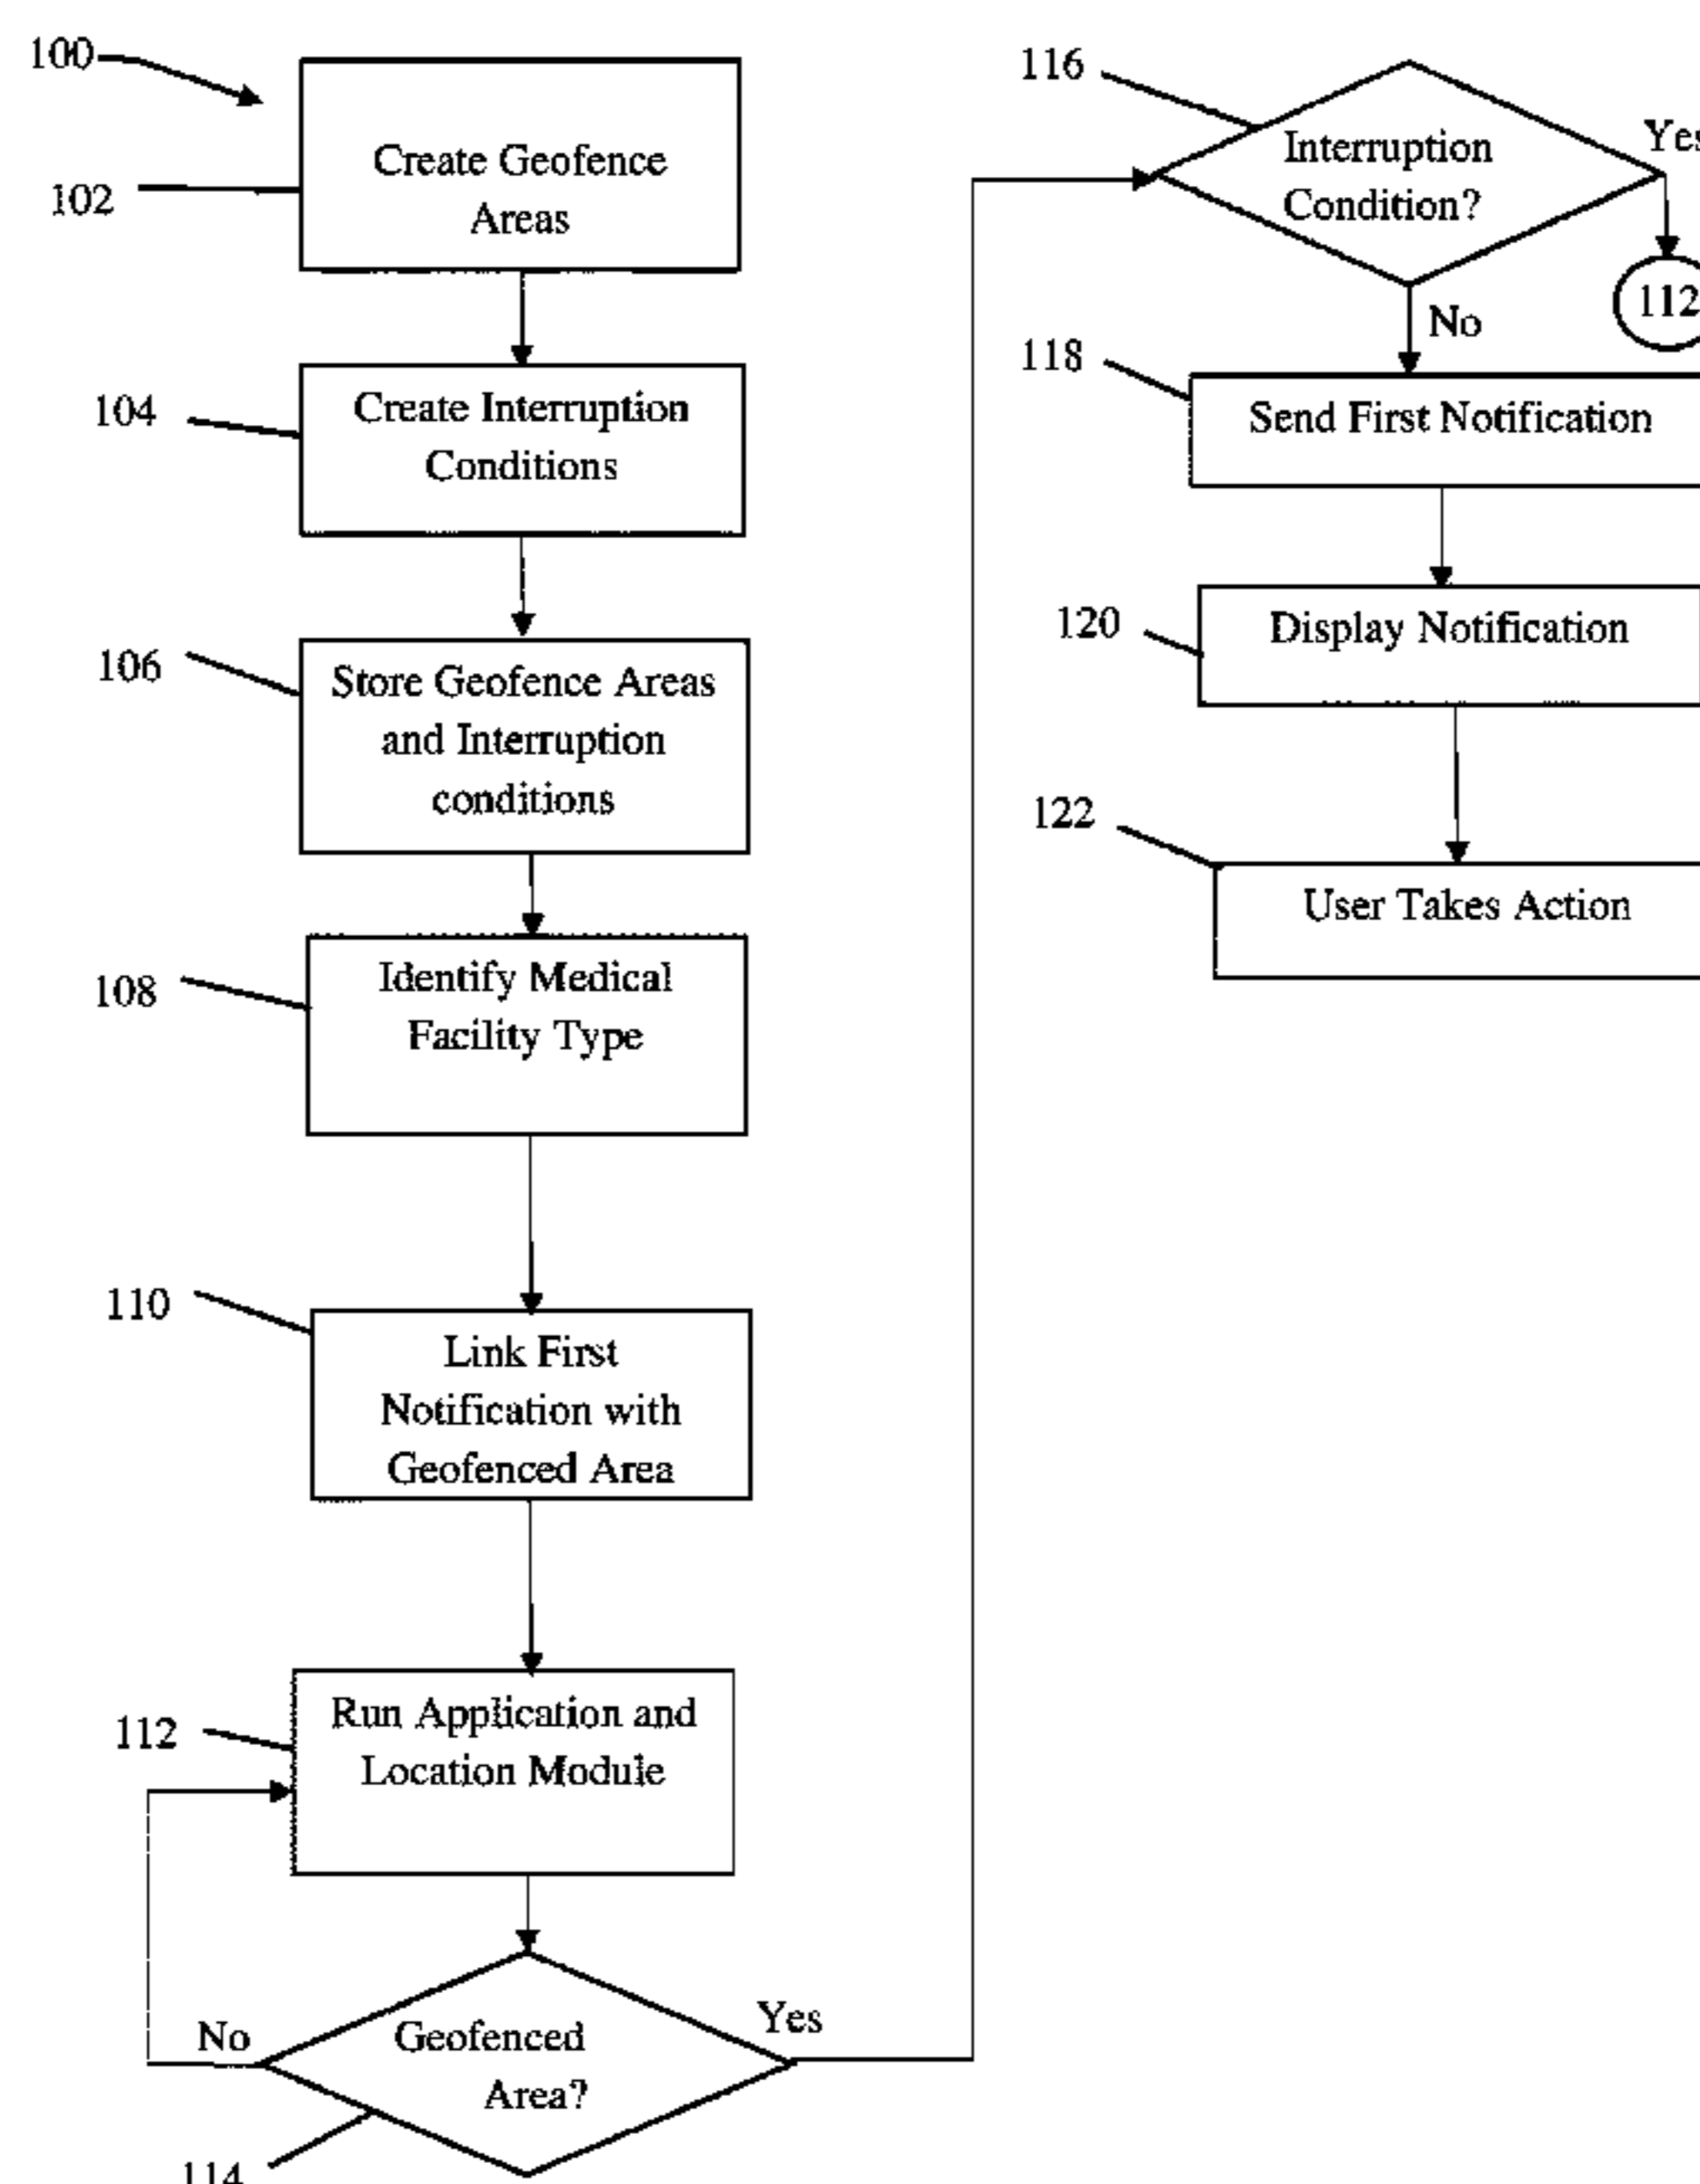 100
102
Create Geofence
Areas
104
Create Interruption
Conditions
106
Store Geofence Areas
and Interruption
conditions
108
Identify Medical
Facility Type
110
Link First
Notification with
Geofenced Area
112
Run Application and
Location Module
No
Geofenced
Area?
Yes
114
116
Interruption
Condition?
Yes
112
No
118
Send First Notification
120
Display Notification
122
User Takes Action